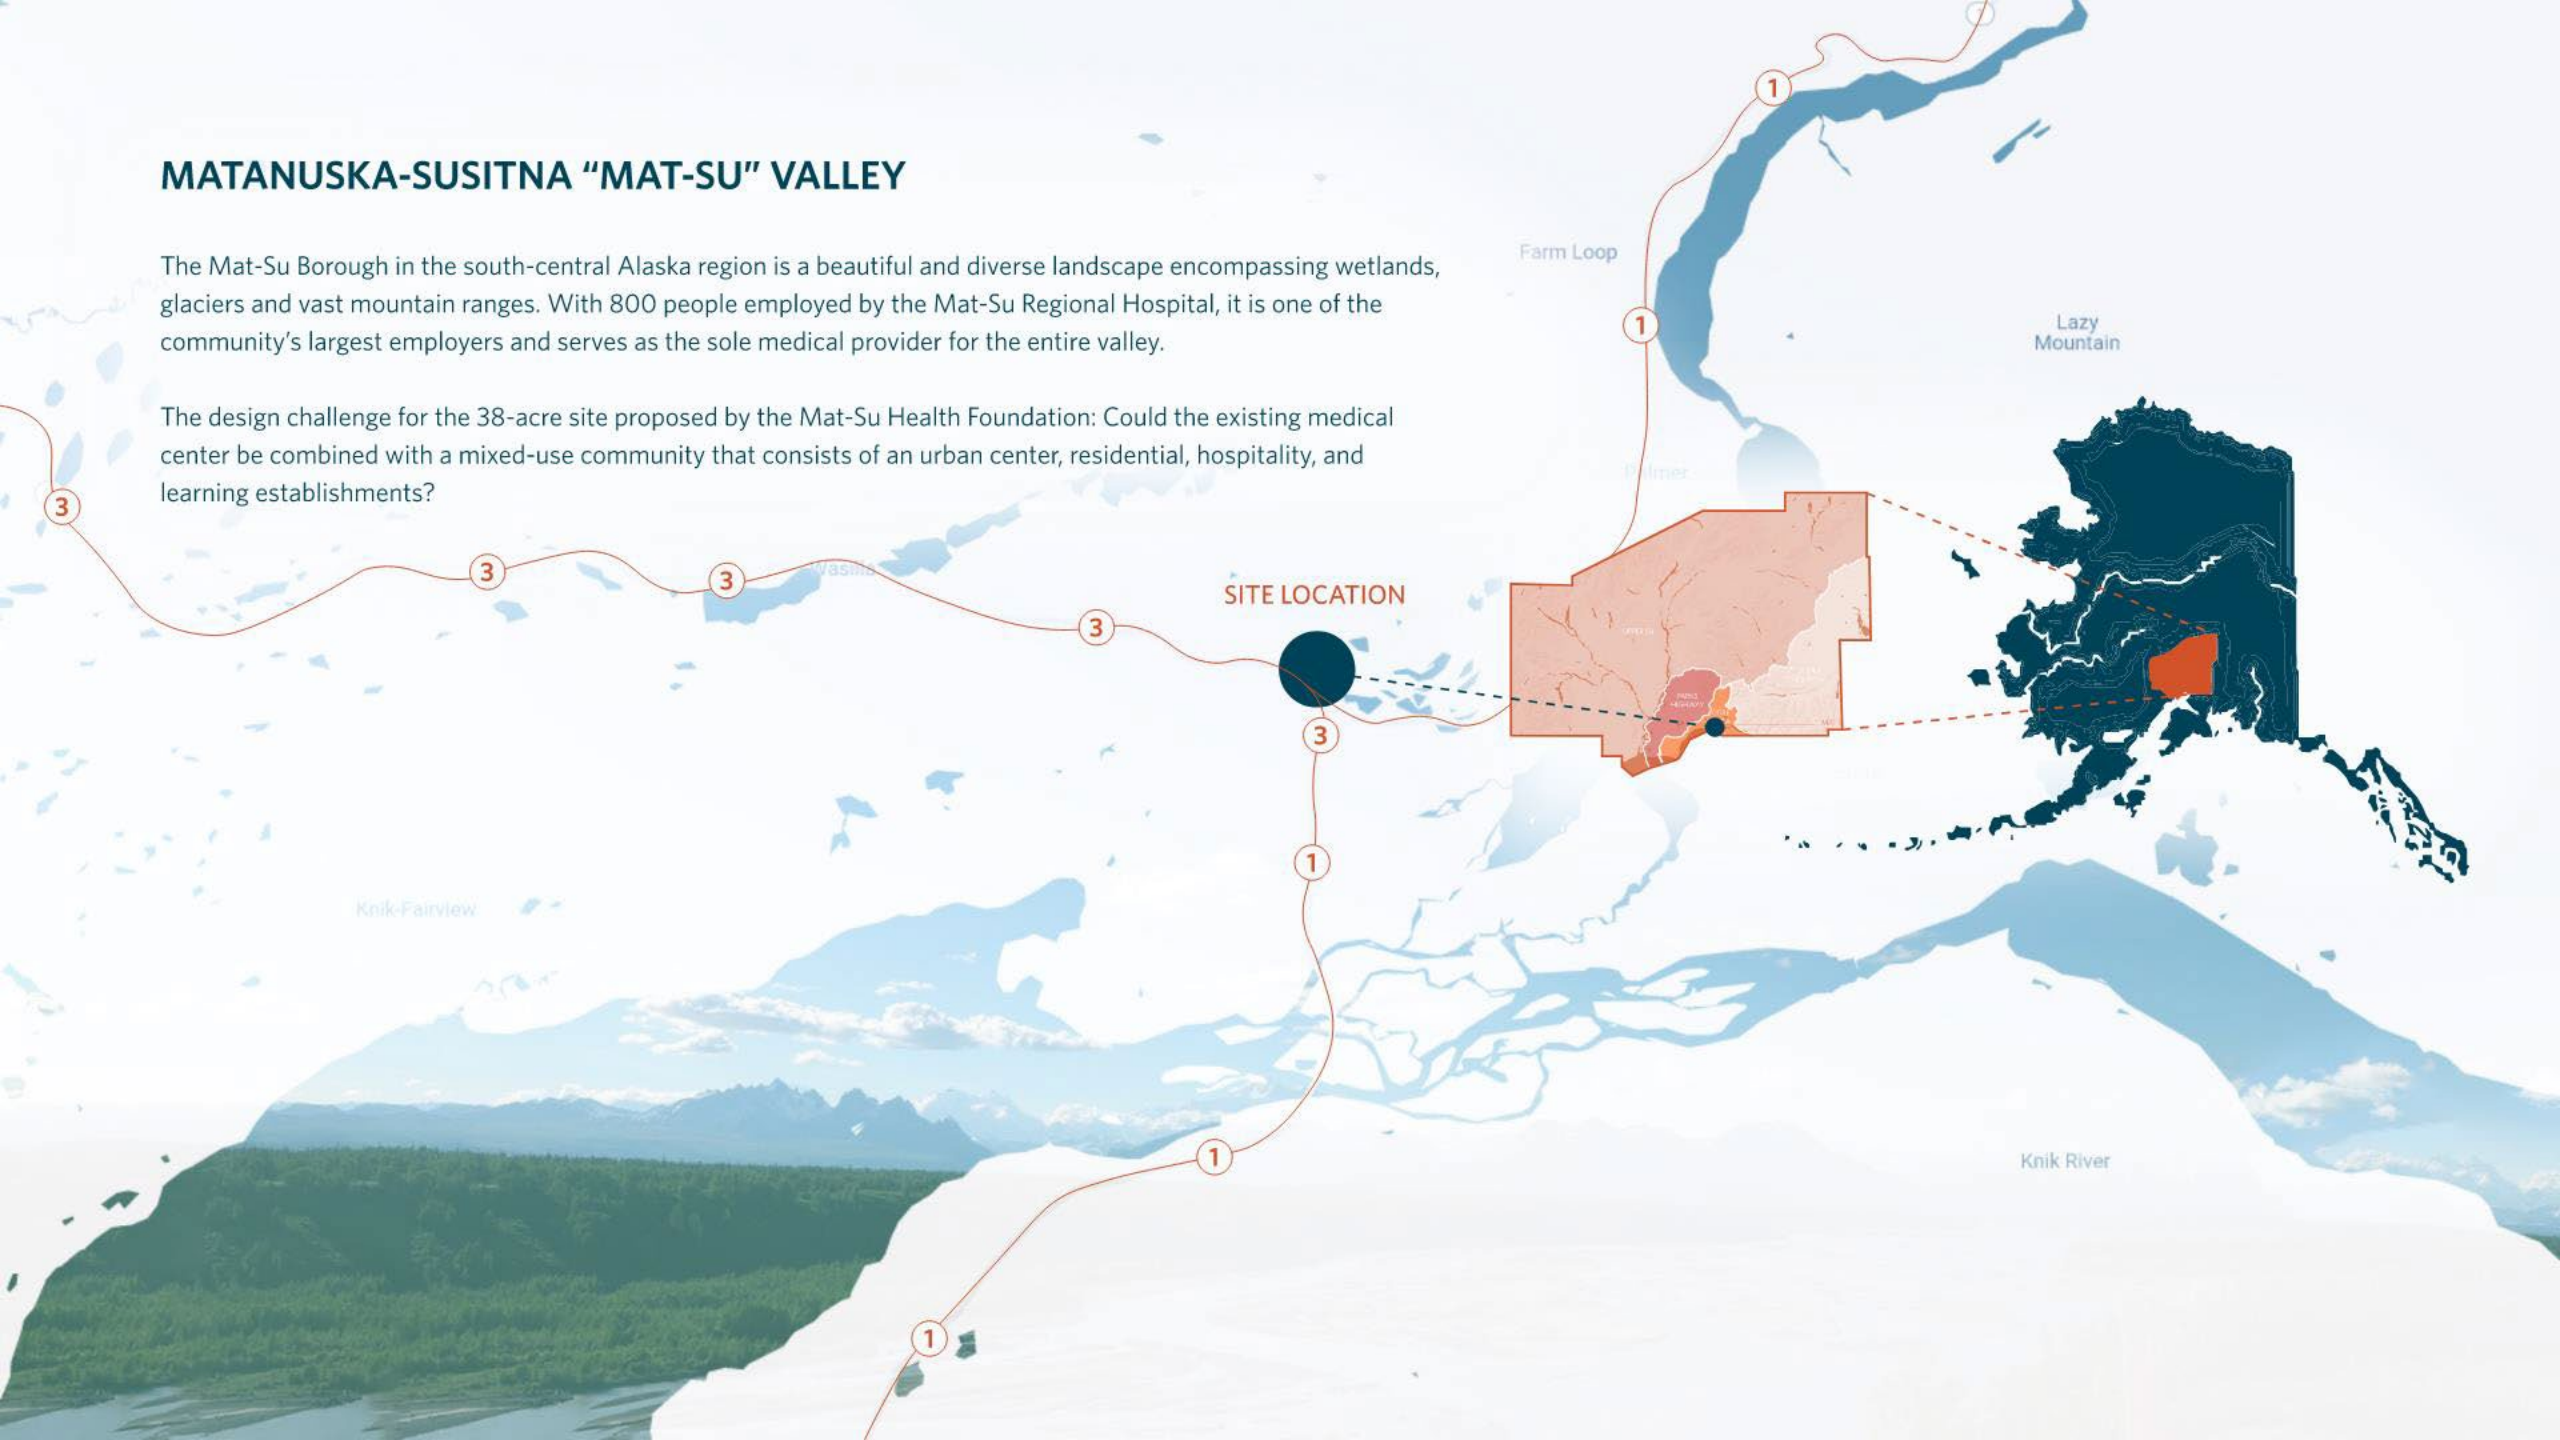 MATANUSKA-SUSITNA “MAT-SU” VALLEY
The Mat-Su Borough in the south-central Alaska region is a beautiful and diverse landscape encompassing wetlands,
glaciers and vast mountain ranges. With 800 people employed by the Mat-Su Regional Hospital, it is one of the
community’s largest employers and serves as the sole medical provider for the entire valley.
The design challenge for the 38-acre site proposed by the Mat-Su Health Foundation: Could the existing medical
center be combined with a mixed-use community that consists of an urban center, residential, hospitality, and
learning establishments?
1
1
Farm Loop
1
Lazy
Mountain
Palmer
3
3
3
Wasilla
3
SITE LOCATION
PARKS
HIGHWAY
3
1
Knik-Fairview
1
Knik River
1